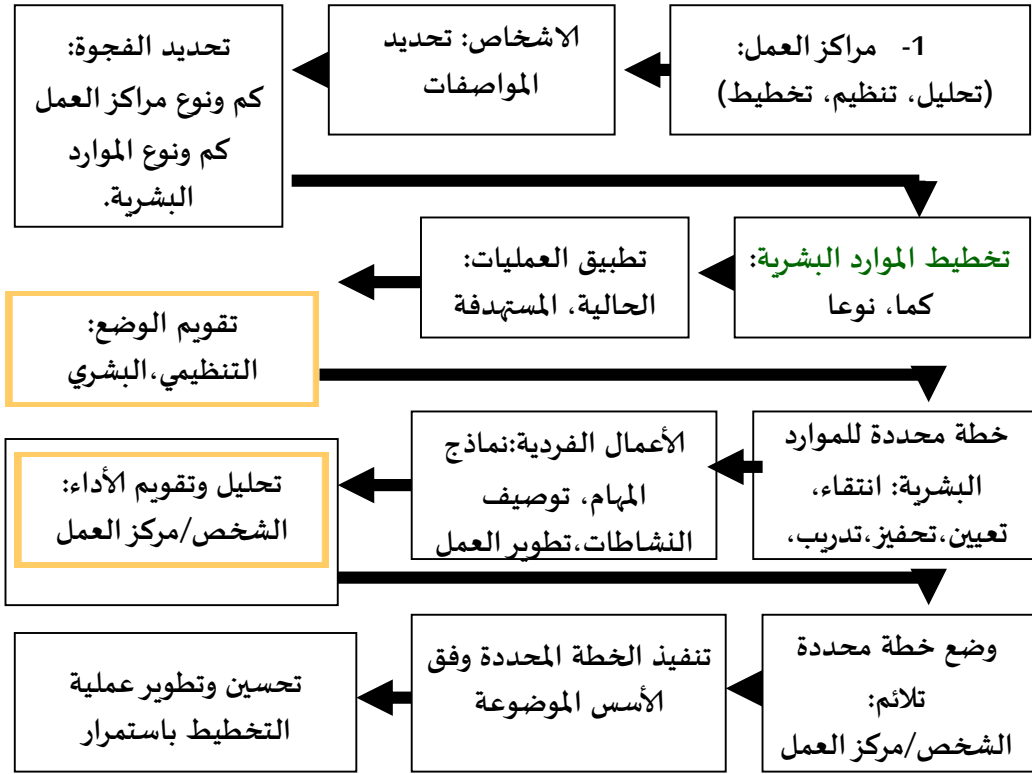 1- مراكز العمل:
(تحليل، تنظيم، تخطيط)
الاشخاص: تحديد
المواصفات
تحديد الفجوة:
كم ونوع مراكز العمل
كم ونوع الموارد
البشرية.
تخطيط الموارد البشرية:
كما، نوعا
تطبيق العمليات:
الحالية، المستهدفة
تقويم الوضع:
التنظيمي،البشري
خطة محددة للموارد
البشرية: انتقاء،
تعيين،تحفيز،تدريب،
الأعمال الفردية:نماذج
المهام، توصيف
النشاطات،تطوير العمل
تحليل وتقويم الأداء:
الشخص/مركز العمل
وضع خطة محددة
تلائم:
الشخص/مركز العمل
تنفيذ الخطة المحددة وفق
الأسس الموضوعة
تحسين وتطوير عملية
التخطيط باستمرار